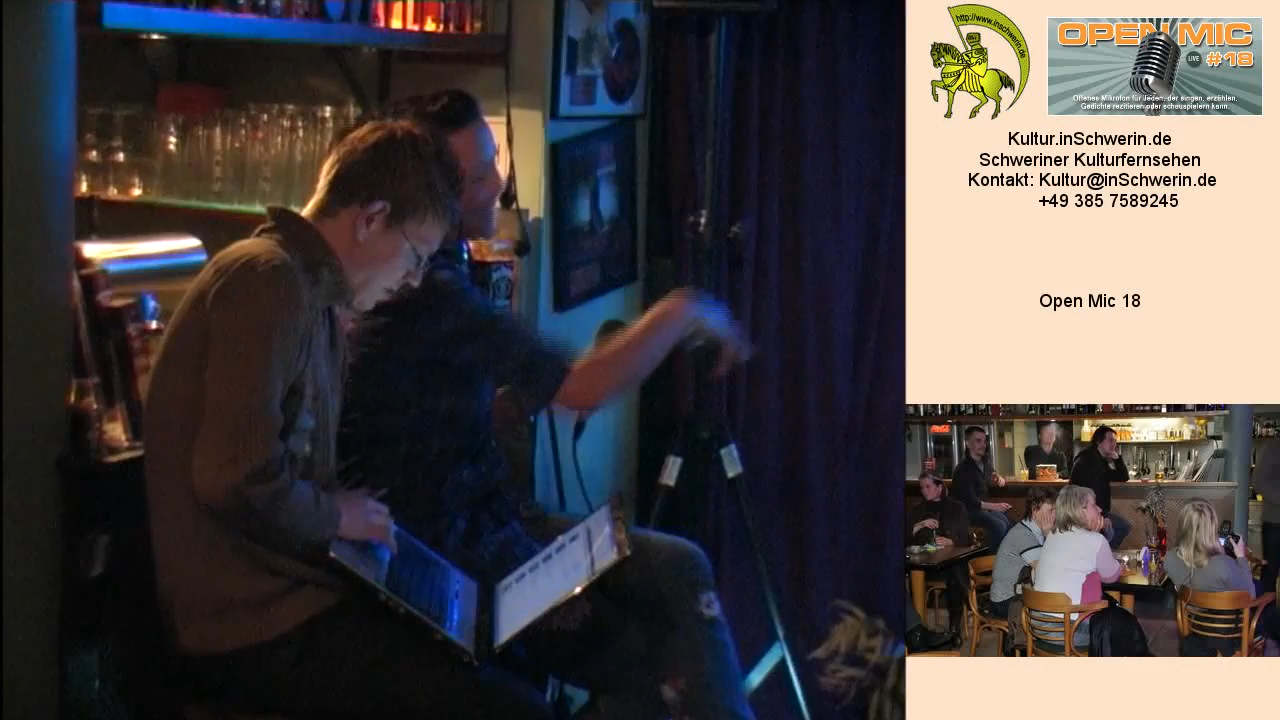 http://www.inschwerin.de
OPEN MIC
LIVE #18
Offenes Mikrofon für Jeden, der singen, erzählen,
Gedichte rezitieren oder schauspielern kann.
Kultur.inSchwerin.de
Schweriner Kulturfernsehen
Kontakt: Kultur@inSchwerin.de
+49 385 7589245
Open Mic 18